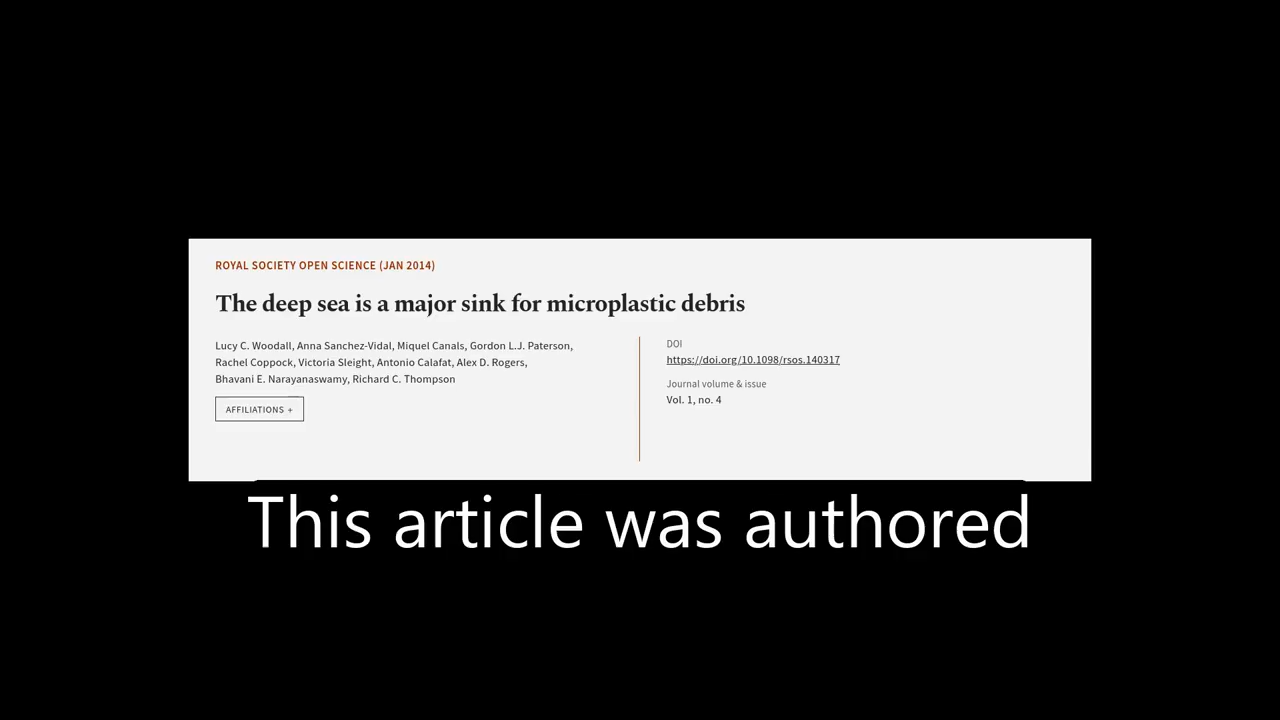 ROYAL SOCIETY OPEN SCIENCE (JAN 2014)
The deep sea is a major sink for microplastic debris
Lucy C. Woodall, Anna Sanchez-Vidal, Miquel Canals, Gordon L.J. Paterson,
Rachel Coppock, Victoria Sleight, Antonio Calafat, Alex D. Rogers,
Bhavani E. Narayanaswamy, Richard C. Thompson
AFFILIATIONS +
DOI
https://doi.org/10.1098/rsos.140317
Journal volume & issue
Vol. 1, no. 4
This article was authored